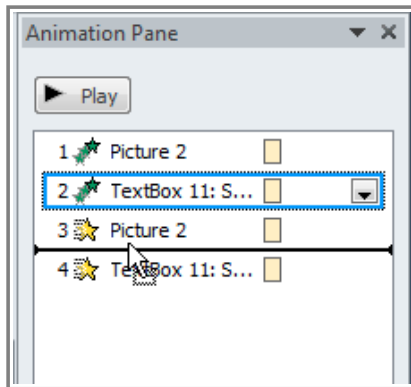 Animation Pane
Play
1 Picture 2
2 TextBox 11: S...
3 Picture 2
4 TextBox 11: S...